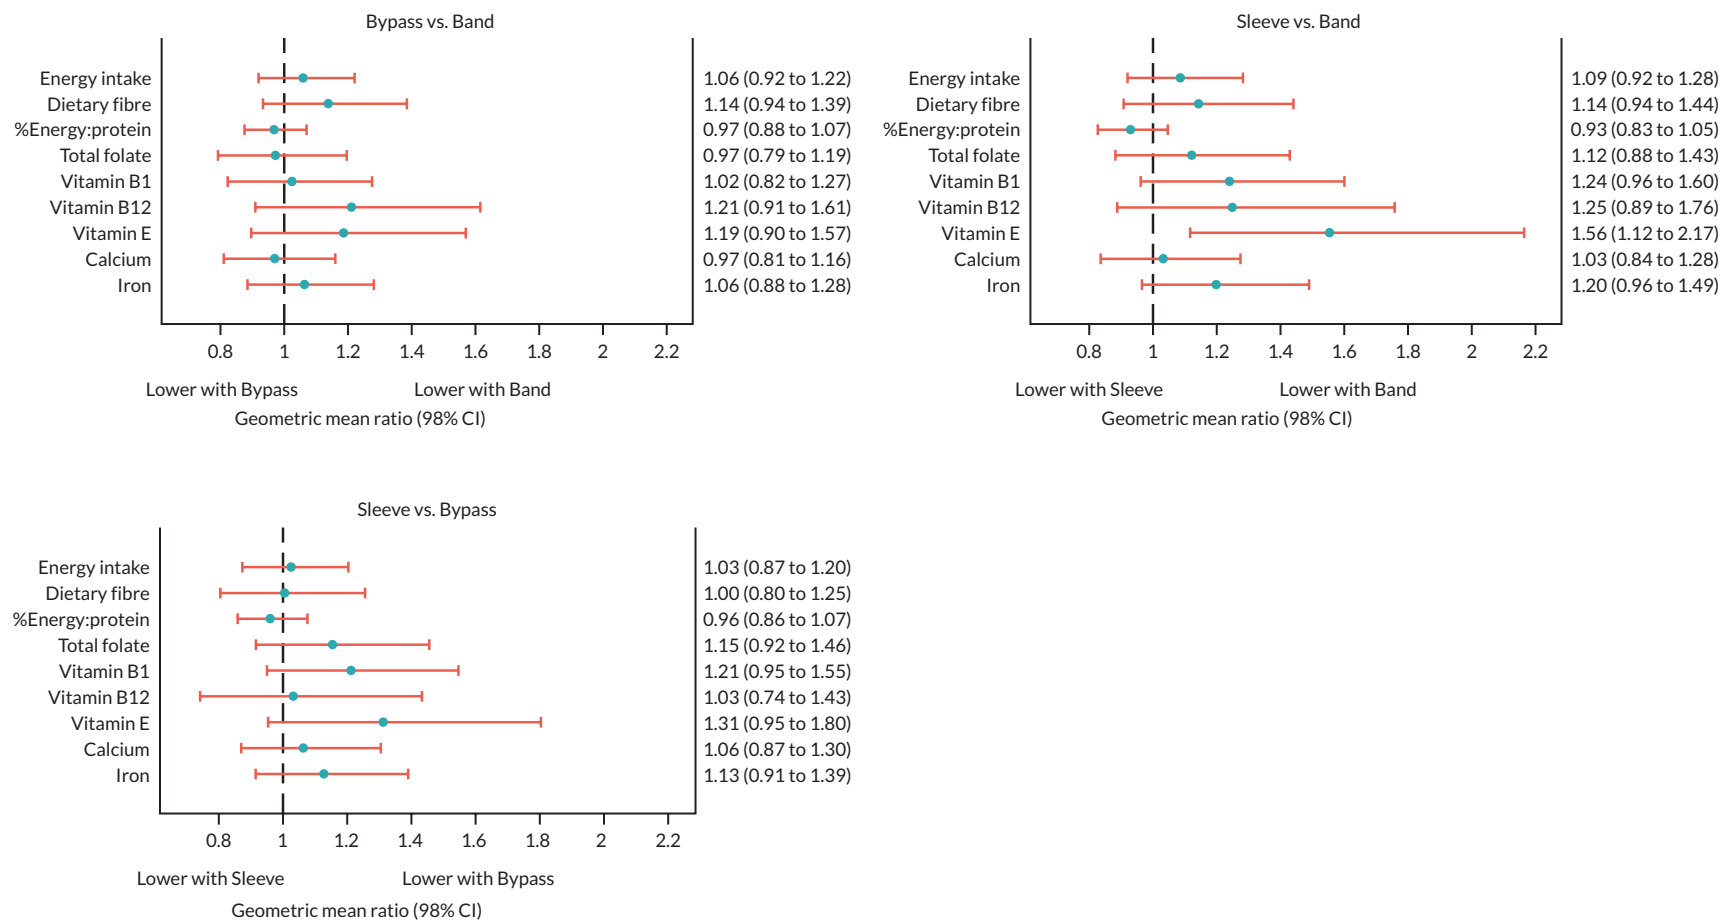 Bypass vs. Band
Energy intake 1.06 (0.92 to 1.22)
Dietary fibre 1.14 (0.94 to 1.39)
%Energy:protein 0.97 (0.88 to 1.07)
Total folate 0.97 (0.79 to 1.19)
Vitamin B1 1.02 (0.82 to 1.27)
Vitamin B12 1.21 (0.91 to 1.61)
Vitamin E 1.19 (0.90 to 1.57)
Calcium 0.97 (0.81 to 1.16)
Iron 1.06 (0.88 to 1.28)
0.8 1 1.2 1.4 1.6 1.8 2 2.2
Lower with Bypass Lower with Band
Geometric mean ratio (98% CI)
Sleeve vs. Band
Energy intake 1.09 (0.92 to 1.28)
Dietary fibre 1.14 (0.94 to 1.44)
%Energy:protein 0.93 (0.83 to 1.05)
Total folate 1.12 (0.88 to 1.43)
Vitamin B1 1.24 (0.96 to 1.60)
Vitamin B12 1.25 (0.89 to 1.76)
Vitamin E 1.56 (1.12 to 2.17)
Calcium 1.03 (0.84 to 1.28)
Iron 1.20 (0.96 to 1.49)
0.8 1 1.2 1.4 1.6 1.8 2 2.2
Lower with Sleeve Lower with Band
Geometric mean ratio (98% CI)
Sleeve vs. Bypass
Energy intake 1.03 (0.87 to 1.20)
Dietary fibre 1.00 (0.80 to 1.25)
%Energy:protein 0.96 (0.86 to 1.07)
Total folate 1.15 (0.92 to 1.46)
Vitamin B1 1.21 (0.95 to 1.55)
Vitamin B12 1.03 (0.74 to 1.43)
Vitamin E 1.31 (0.95 to 1.80)
Calcium 1.06 (0.87 to 1.30)
Iron 1.13 (0.91 to 1.39)
0.8 1 1.2 1.4 1.6 1.8 2 2.2
Lower with Sleeve Lower with Bypass
Geometric mean ratio (98% CI)